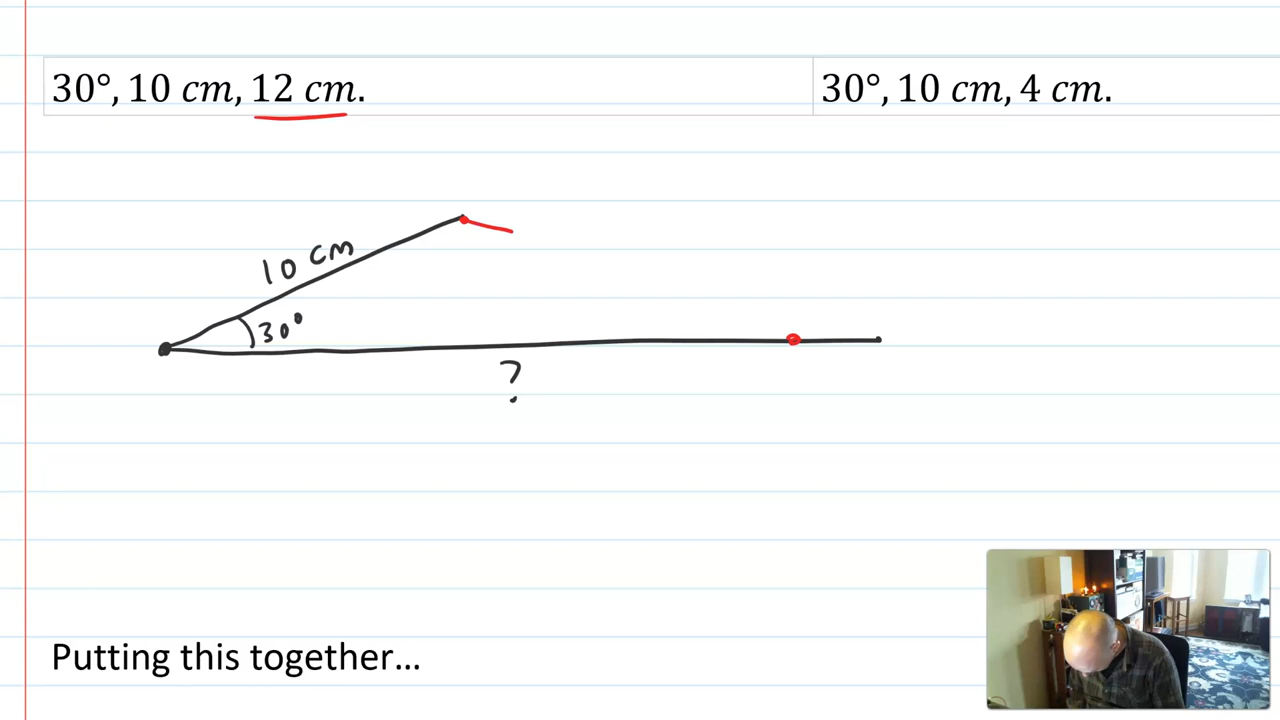 30°, 10 cm, 12 cm.
30°, 10 cm, 4 cm.
10 cm
30°
?
Putting this together…